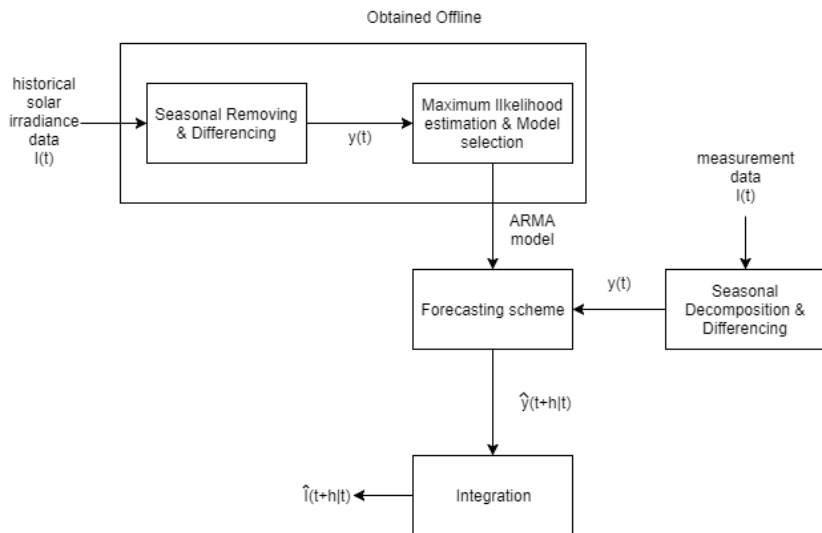 Obtained Offline
historical
solar
irradiance
data
I(t)
Seasonal Removing
& Differencing
y(t)
Maximum lIkelihood
estimation & Model
selection
measurement
data
I(t)
ARMA
model
y(t)
Forecasting scheme
Seasonal
Decomposition &
Differencing
ŷ(t+h|t)
Î(t+h|t)
Integration